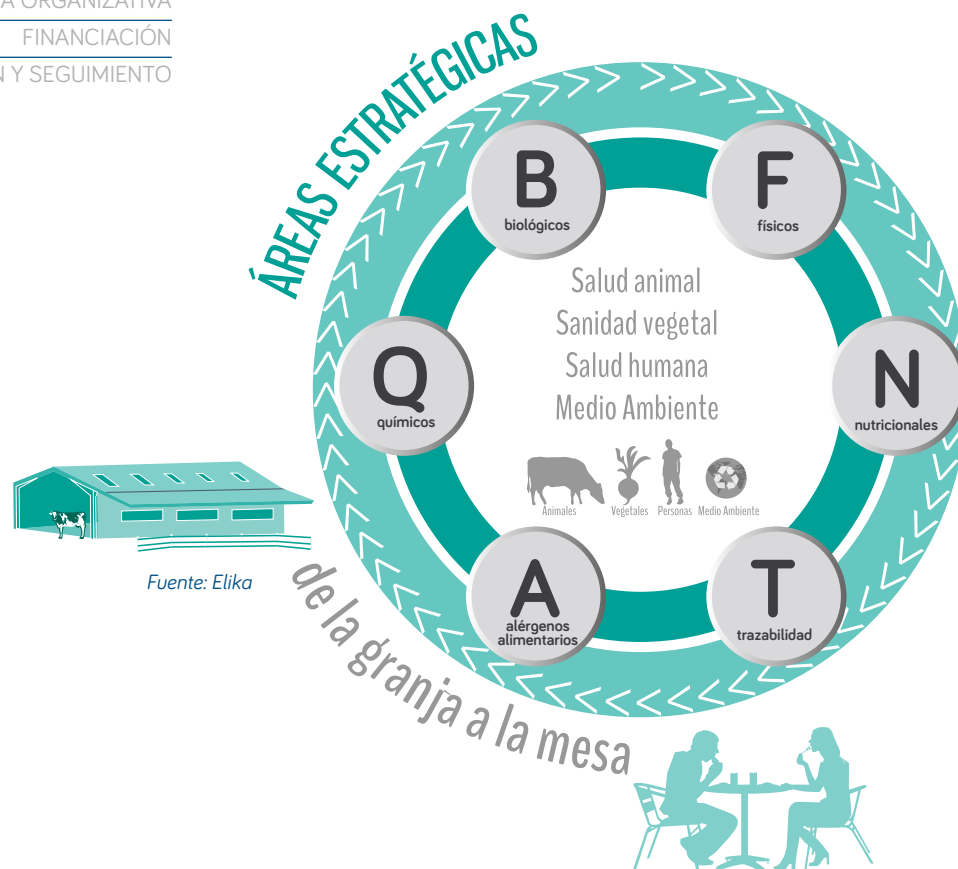 A ORGANIZATIVA
FINANCIACIÓN
N Y SEGUIMIENTO
ÁREAS ESTRATÉGICAS
B
biológicos
F
físicos
Q
químicos
N
nutricionales
Salud animal
Sanidad vegetal
Salud humana
Medio Ambiente
Animales
Vegetales
Personas
Medio Ambiente
A
alérgenos
alimentarios
T
trazabilidad
Fuente: Elika
de la granja a la mesa